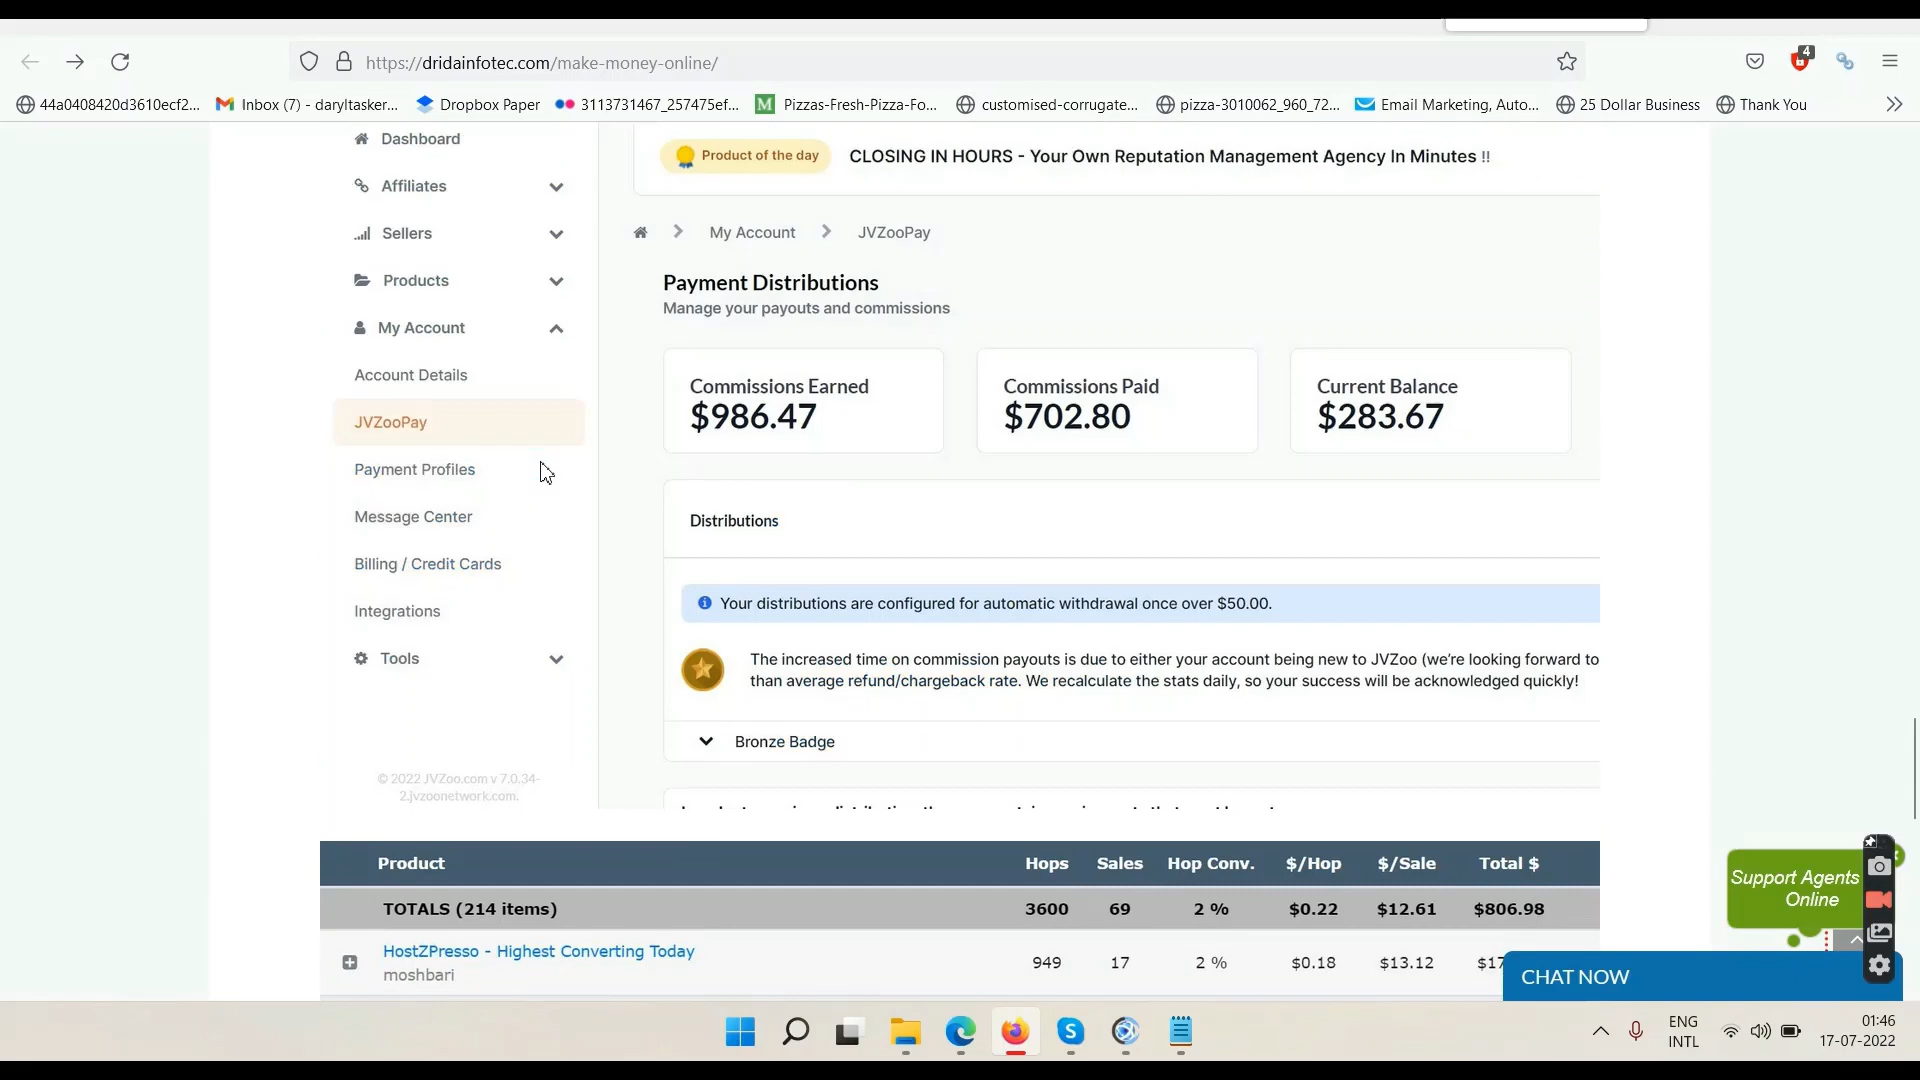 https://dridainfotec.com/make-money-online/
4
44a0408420d3610ecf2...
Inbox (7) - daryltasker...
Dropbox Paper
3113731467_257475ef...
Pizzas-Fresh-Pizza-Fo...
customised-corrugate...
pizza-3010062_960_72...
Email Marketing, Auto...
25 Dollar Business
Thank You
Dashboard
Affiliates
Sellers
Products
My Account
Account Details
JVZooPay
Payment Profiles
Message Center
Billing / Credit Cards
Integrations
Tools
© 2022 JVZoo.com v 7.0.34-
2.jvzoonetwork.com.
Product of the day
CLOSING IN HOURS - Your Own Reputation Management Agency In Minutes !!
My Account
JVZooPay
Payment Distributions
Manage your payouts and commissions
Commissions Earned
$986.47
Commissions Paid
$702.80
Current Balance
$283.67
Distributions
Your distributions are configured for automatic withdrawal once over $50.00.
The increased time on commission payouts is due to either your account being new to JVZoo (we're looking forward to
than average refund/chargeback rate. We recalculate the stats daily, so your success will be acknowledged quickly!
Bronze Badge
Product Hops Sales Hop Conv. $/Hop $/Sale Total $
TOTALS (214 items) 3600 69 2 % $0.22 $12.61 $806.98
HostZPresso - Highest Converting Today
moshbari
949 17 2 % $0.18 $13.12 $17
Support Agents
Online
CHAT NOW
ENG
INTL
01:46
17-07-2022